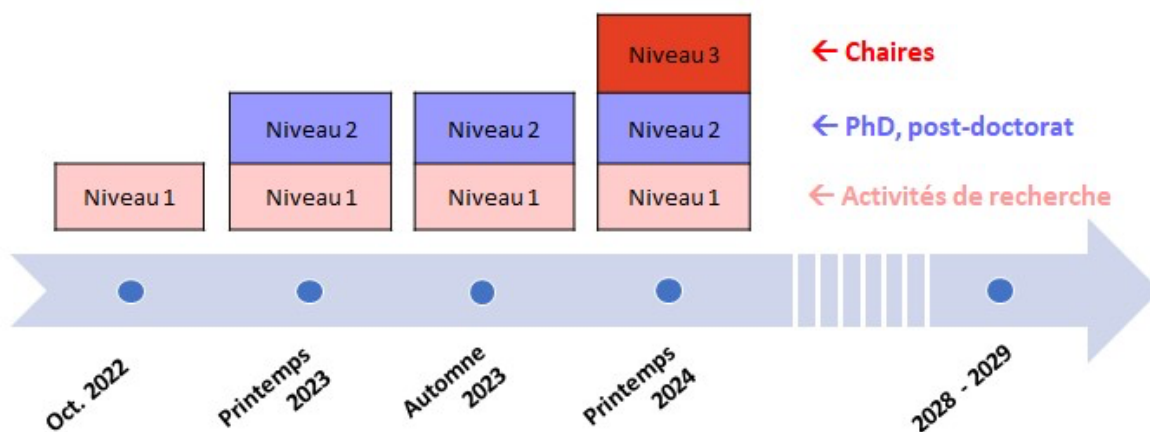 Niveau 3
← Chaires
Niveau 2
Niveau 2
Niveau 2
← PhD, post-doctorat
Niveau 1
Niveau 1
Niveau 1
Niveau 1
← Activités de recherche
Oct. 2022
Printemps
2023
Automne
2023
Printemps
2024
2028 - 2029